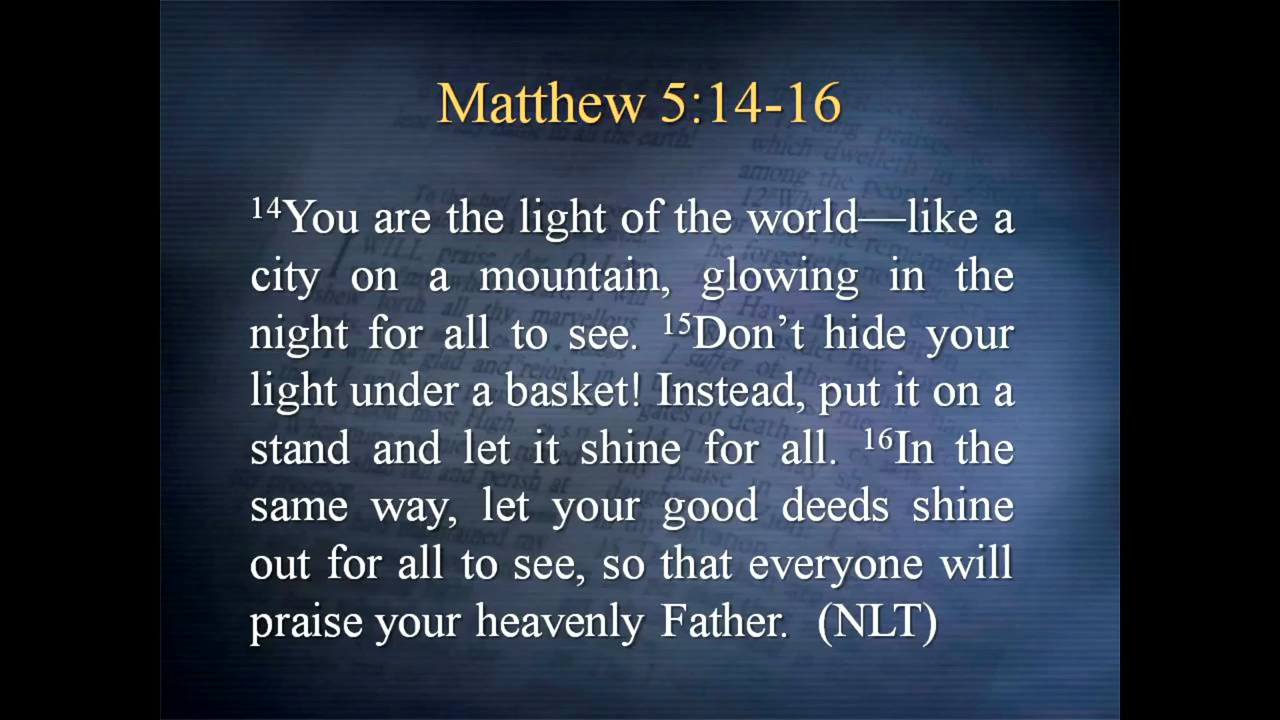 Matthew 5:14-16
14You are the light of the world—like a
city on a mountain, glowing in the
night for all to see. 15Don’t hide your
light under a basket! Instead, put it on a
stand and let it shine for all. 16In the
same way, let your good deeds shine
out for all to see, so that everyone will
praise your heavenly Father. (NLT)